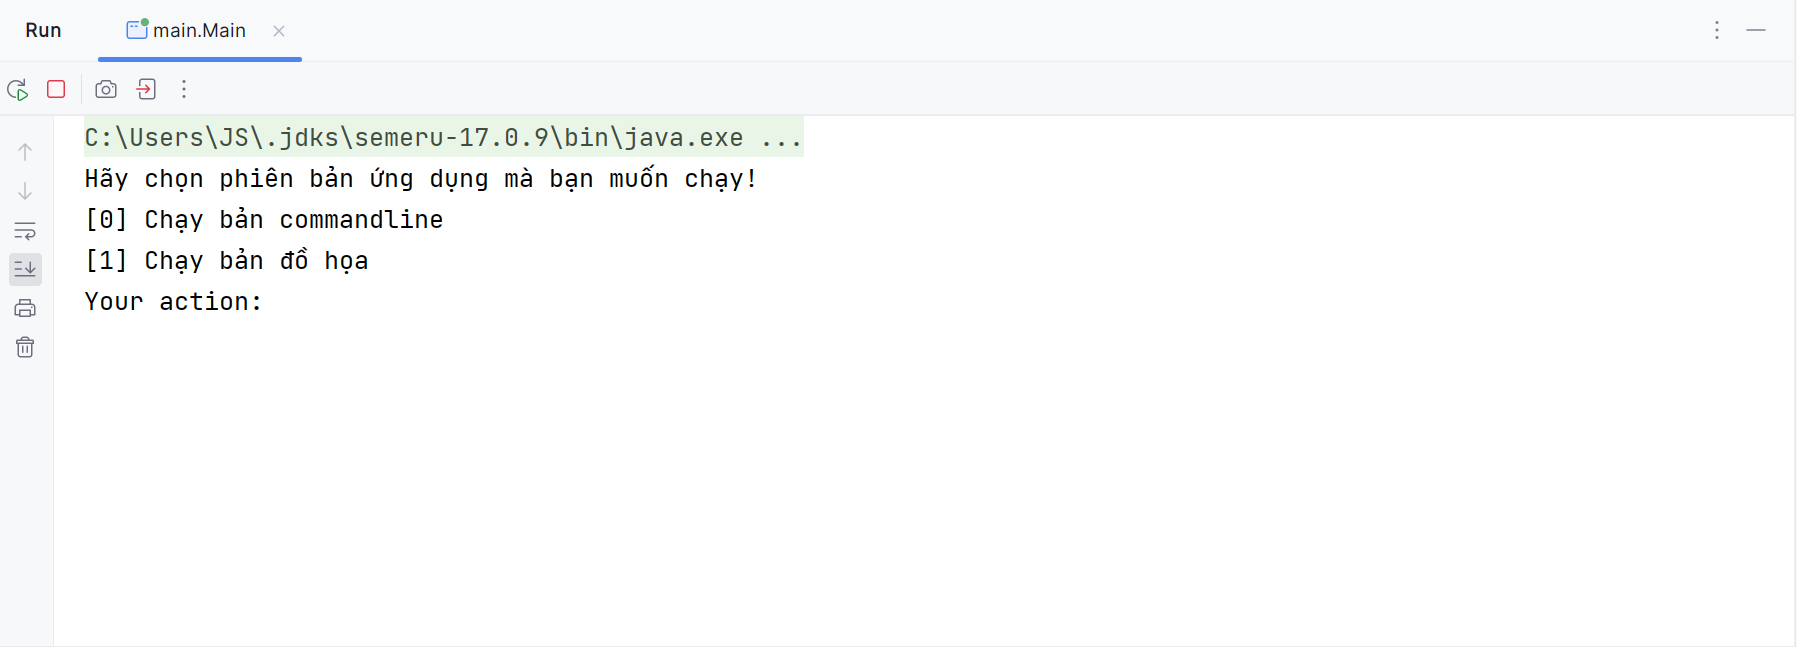 Run
main.Main
C:\Users\JS\.jdks\semeru-17.0.9\bin\java.exe ...
Hãy chọn phiên bản ứng dụng mà bạn muốn chạy!
[0] Chạy bản commandline
[1] Chạy bản đồ họa
Your action: